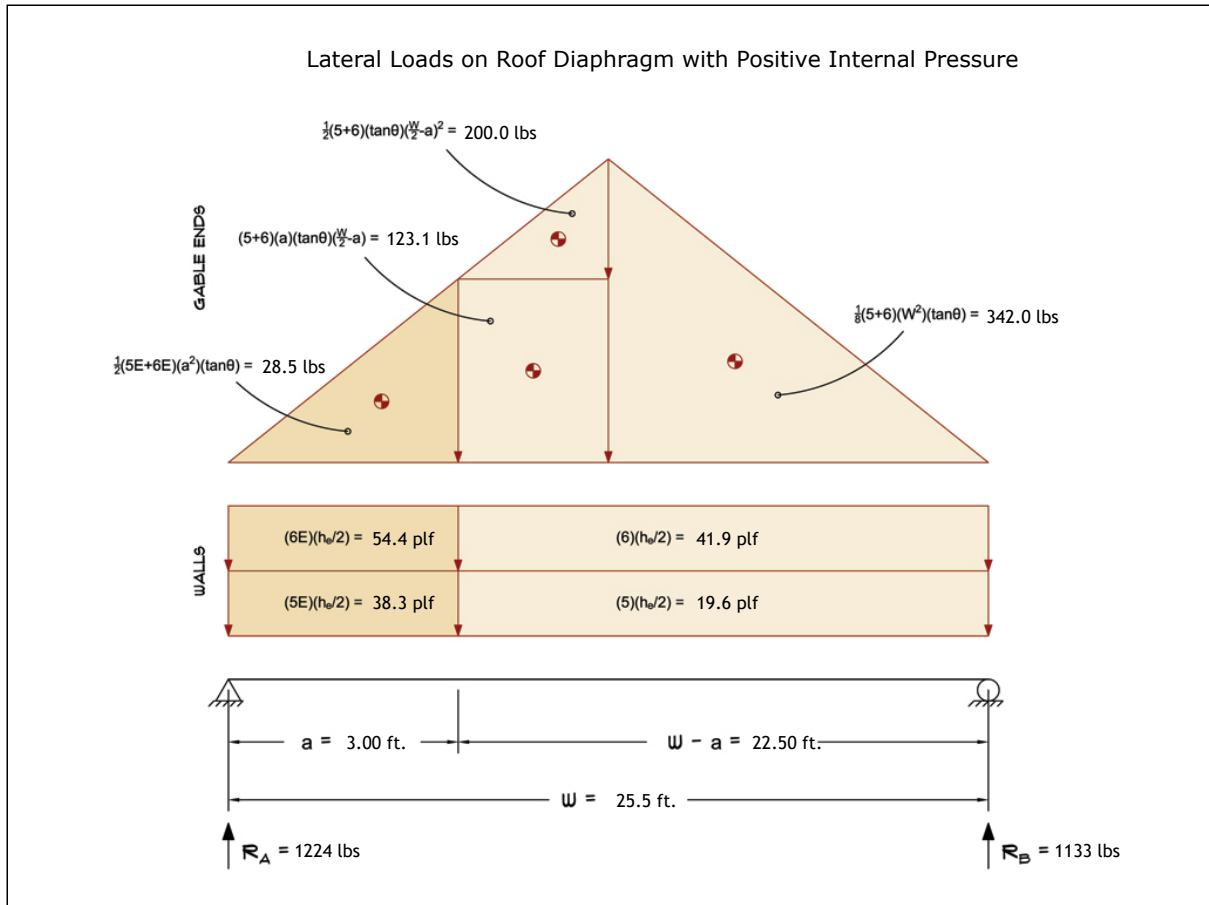 Lateral Loads on Roof Diaphragm with Positive Internal Pressure
½(5+6)(tanθ)(W/2-a)² = 200.0 lbs
GABLE ENDS
(5+6)(a)(tanθ)(W/2-a) = 123.1 lbs
⅛(5+6)(W²)(tanθ) = 342.0 lbs
½(5E+6E)(a²)(tanθ) = 28.5 lbs
WALLS
(6E)(hₑ/2) = 54.4 plf
(6)(hₑ/2) = 41.9 plf
(5E)(hₑ/2) = 38.3 plf
(5)(hₑ/2) = 19.6 plf
a = 3.00 ft.
W - a = 22.50 ft.
W = 25.5 ft.
R_A = 1224 lbs
R_B = 1133 lbs